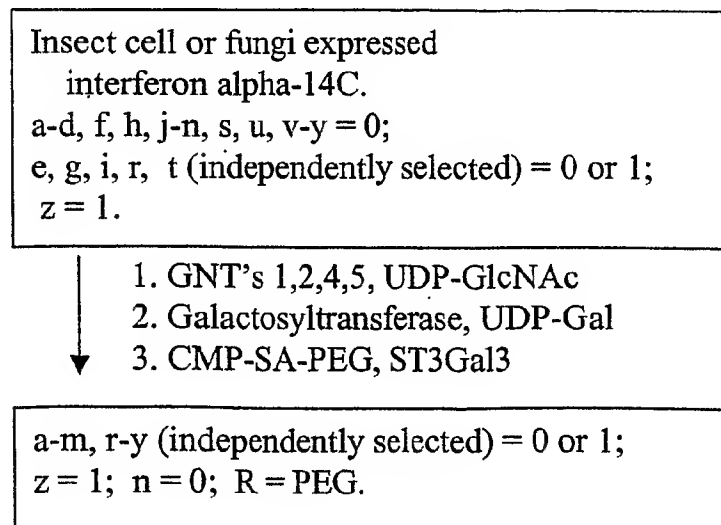 Insect cell or fungi expressed
interferon alpha-14C.
a-d, f, h, j-n, s, u, v-y = 0;
e, g, i, r, t (independently selected) = 0 or 1;
z = 1.
1. GNT's 1,2,4,5, UDP-GlcNAc
2. Galactosyltransferase, UDP-Gal
3. CMP-SA-PEG, ST3Gal3
a-m, r-y (independently selected) = 0 or 1;
z = 1; n = 0; R = PEG.